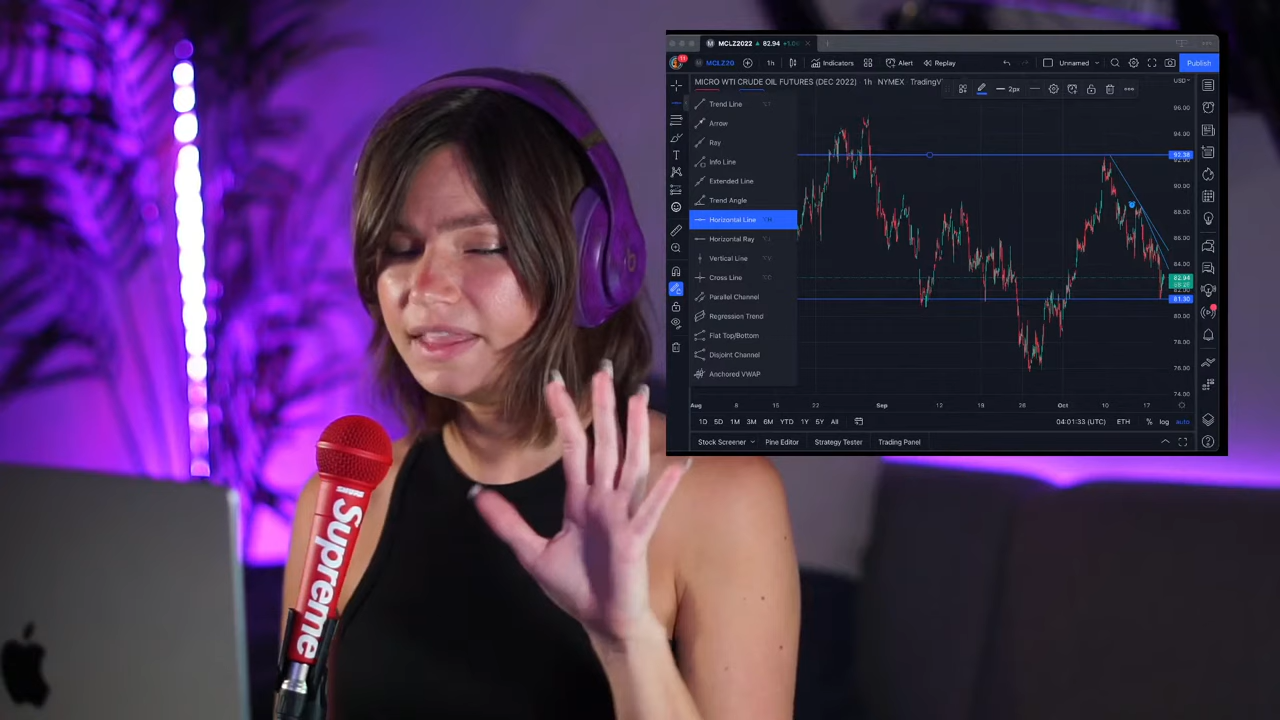 MCLZ2022 ▲ 82.94
MCLZ20
1h
Indicators
Alert
Replay
Unnamed
Publish
MICRO WTI CRUDE OIL FUTURES (DEC 2022) 1h NYMEX
2px
USD
Trend Line
Arrow
Ray
Info Line
Extended Line
Trend Angle
Horizontal Line
Horizontal Ray
Vertical Line
Cross Line
Parallel Channel
Regression Trend
Flat Top/Bottom
Disjoint Channel
Anchored VWAP
96.00
94.00
92.38
90.00
88.00
86.00
84.00
82.94
81.30
80.00
78.00
76.00
74.00
Aug 8 15 22 Sep 12 19 26 Oct 10 17
1D 5D 1M 3M 6M YTD 1Y 5Y All
04:01:33 (UTC) ETH % log auto
Stock Screener Pine Editor Strategy Tester Trading Panel
Supreme